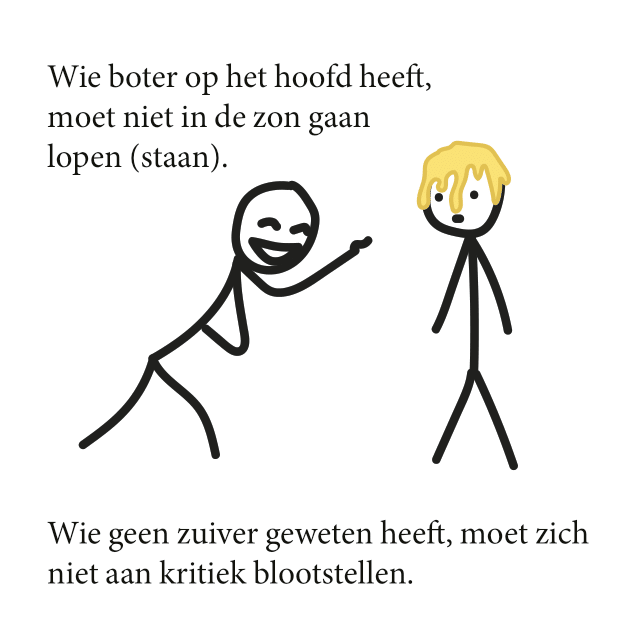 Wie boter op het hoofd heeft,
moet niet in de zon gaan
lopen (staan).
Wie geen zuiver geweten heeft, moet zich
niet aan kritiek blootstellen.